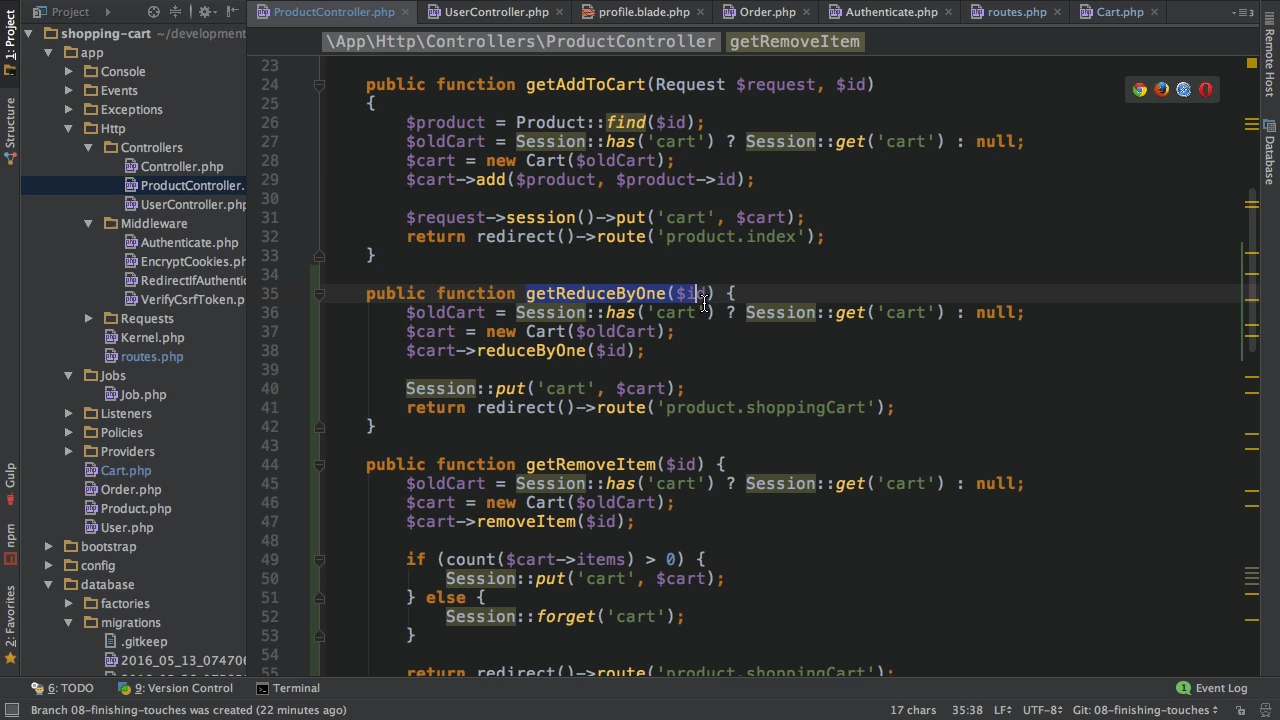 Project
ProductController.php
UserController.php
profile.blade.php
Order.php
Authenticate.php
routes.php
Cart.php
3
1: Project
Structure
Gulp
npm
2: Favorites
Remote Host
Database
shopping-cart ~/development
app
Console
Events
Exceptions
Http
Controllers
Controller.php
ProductController.
UserController.php
Middleware
Authenticate.php
EncryptCookies.ph
RedirectIfAuthentic
VerifyCsrfToken.p
Requests
Kernel.php
routes.php
Jobs
Job.php
Listeners
Policies
Providers
Cart.php
Order.php
Product.php
User.php
bootstrap
config
database
factories
migrations
.gitkeep
2016_05_13_07470
\App\Http\Controllers\ProductController getRemoveItem
23
24 public function getAddToCart(Request $request, $id)
25 {
26 $product = Product::find($id);
27 $oldCart = Session::has('cart') ? Session::get('cart') : null;
28 $cart = new Cart($oldCart);
29 $cart->add($product, $product->id);
30
31 $request->session()->put('cart', $cart);
32 return redirect()->route('product.index');
33 }
34
35 public function getReduceByOne($id) {
36 $oldCart = Session::has('cart') ? Session::get('cart') : null;
37 $cart = new Cart($oldCart);
38 $cart->reduceByOne($id);
39
40 Session::put('cart', $cart);
41 return redirect()->route('product.shoppingCart');
42 }
43
44 public function getRemoveItem($id) {
45 $oldCart = Session::has('cart') ? Session::get('cart') : null;
46 $cart = new Cart($oldCart);
47 $cart->removeItem($id);
48
49 if (count($cart->items) > 0) {
50 Session::put('cart', $cart);
51 } else {
52 Session::forget('cart');
53 }
54
55 return redirect()->route('product.shoppingCart');
6: TODO
9: Version Control
Terminal
1 Event Log
Branch 08-finishing-touches was created (22 minutes ago)
17 chars 35:38 LF UTF-8 Git: 08-finishing-touches